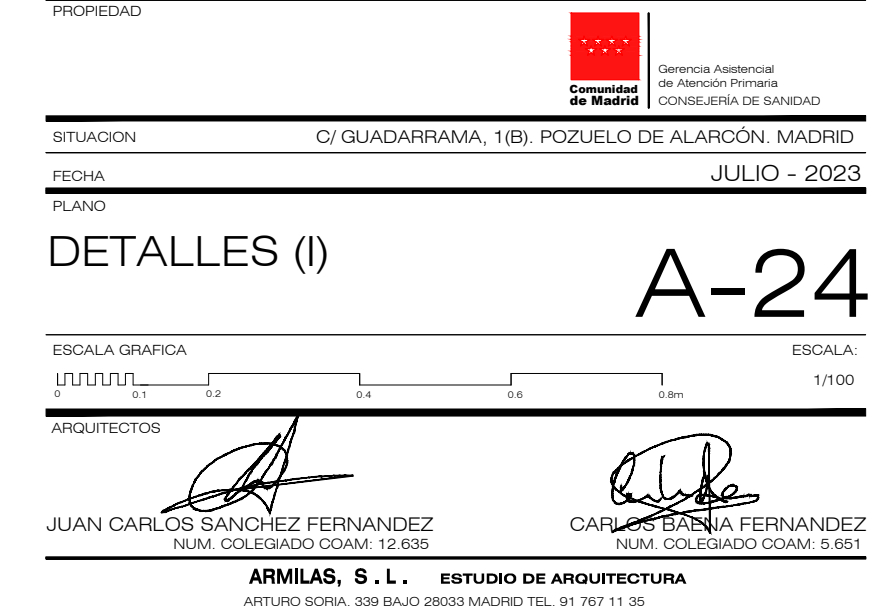 PROPIEDAD
Comunidad
de Madrid
Gerencia Asistencial
de Atención Primaria
CONSEJERÍA DE SANIDAD
SITUACION C/ GUADARRAMA, 1(B). POZUELO DE ALARCÓN. MADRID
FECHA JULIO - 2023
PLANO
DETALLES (I)
A-24
ESCALA GRAFICA ESCALA:
1/100
0 0.1 0.2 0.4 0.6 0.8m
ARQUITECTOS
JUAN CARLOS SANCHEZ FERNANDEZ CARLOS BAENA FERNANDEZ
NUM. COLEGIADO COAM: 12.635 NUM. COLEGIADO COAM: 5.651
ARMILAS, S.L. ESTUDIO DE ARQUITECTURA
ARTURO SORIA, 339 BAJO 28033 MADRID TEL. 91 767 11 35